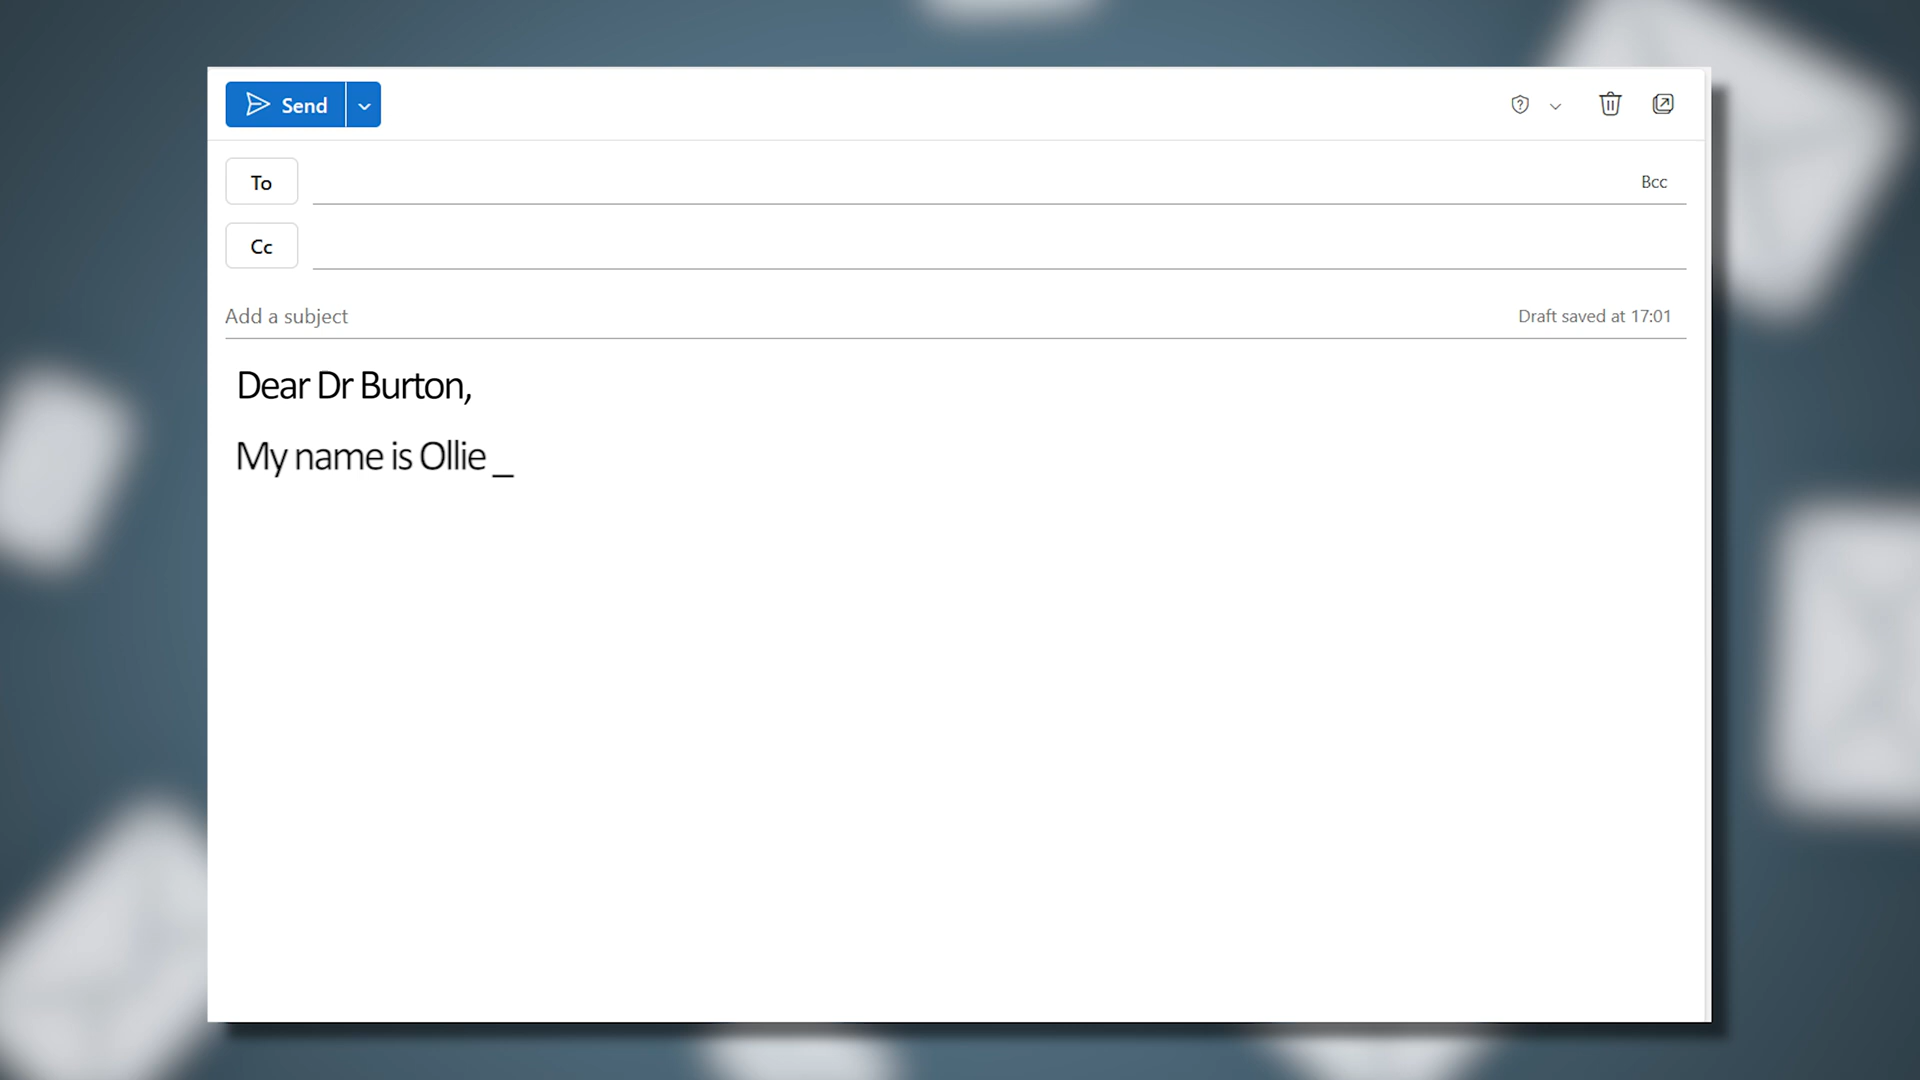 Send
To
Bcc
Cc
Add a subject
Draft saved at 17:01
Dear Dr Burton,
My name is Ollie _